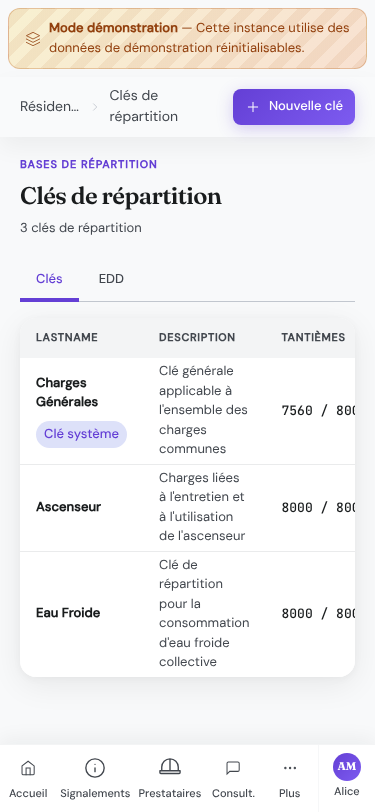 Mode démonstration — Cette instance utilise des
données de démonstration réinitialisables.
Résiden...
Clés de
répartition
Nouvelle clé
BASES DE RÉPARTITION
Clés de répartition
3 clés de répartition
Clés
EDD
LASTNAME
DESCRIPTION
TANTIÈMES
Charges
Générales
Clé système
Clé générale
applicable à
l'ensemble des
charges
communes
7560 / 800
Ascenseur
Charges liées
à l'entretien et
à l'utilisation
de l'ascenseur
8000 / 800
Eau Froide
Clé de
répartition
pour la
consommation
d'eau froide
collective
8000 / 800
Accueil
Signalements
Prestataires
Consult.
Plus
AM
Alice